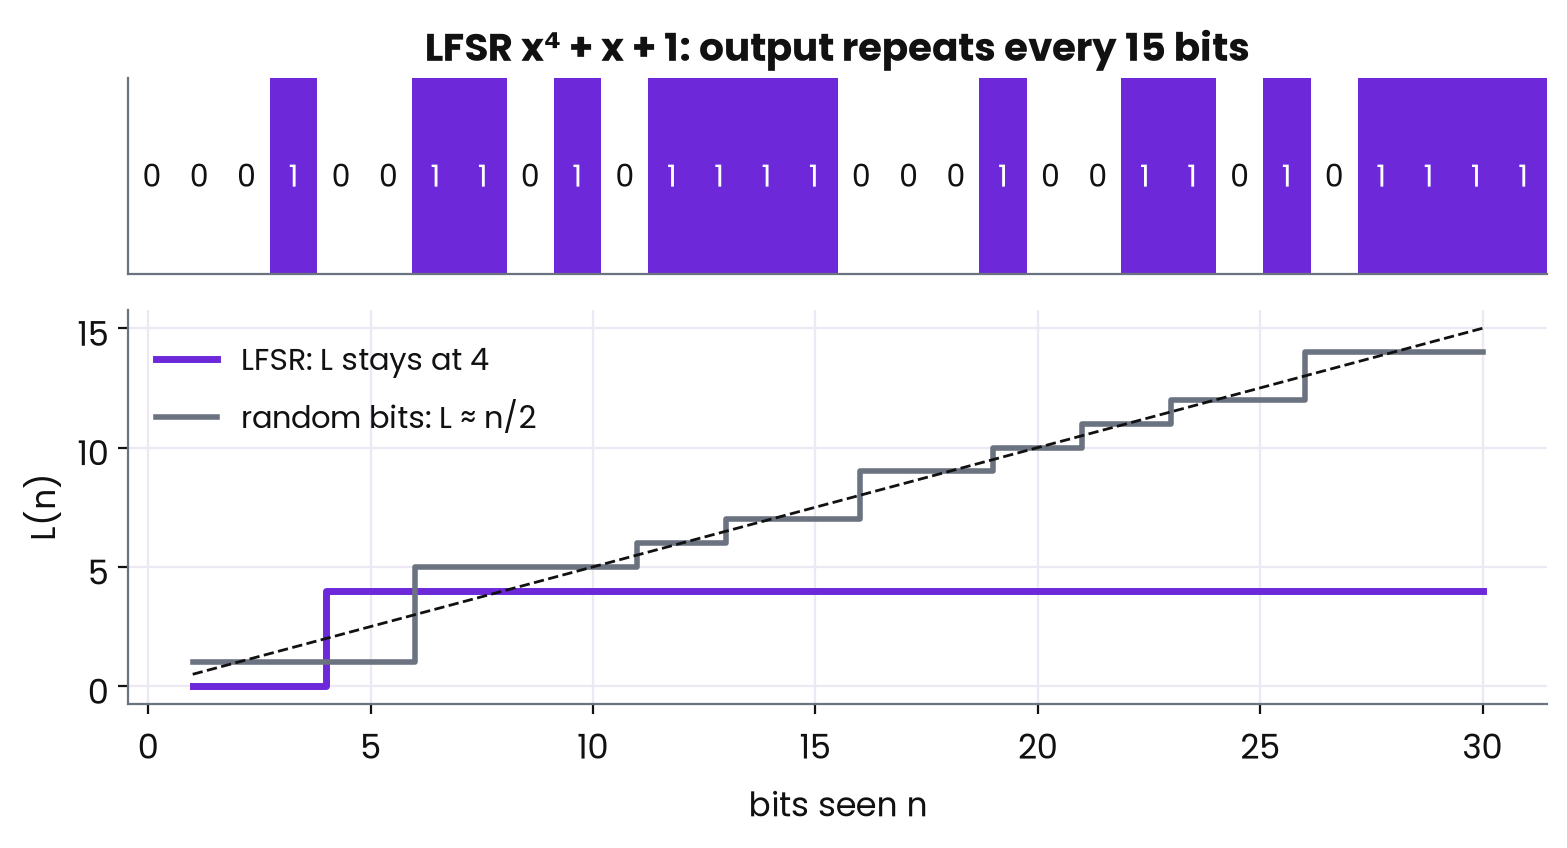 LFSR x⁴ + x + 1: output repeats every 15 bits
0 0 0 1 0 0 1 1 0 1 0 1 1 1 1 0 0 0 1 0 0 1 1 0 1 0 1 1 1 1
15
10
5
0
L(n)
LFSR: L stays at 4
random bits: L ≈ n/2
0 5 10 15 20 25 30
bits seen n